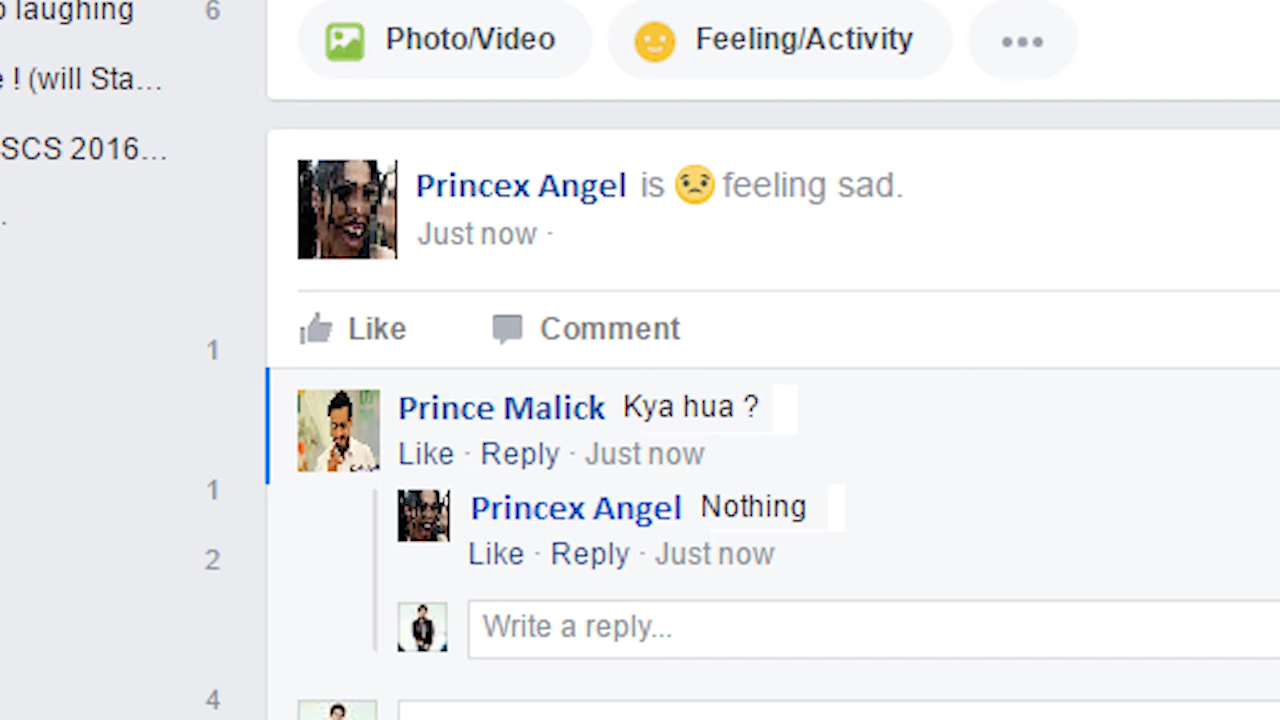 o laughing 6
e ! (will Sta...
SCS 2016...
.
1
1
2
4
Photo/Video Feeling/Activity
Princex Angel is feeling sad.
Just now ·
Like Comment
Prince Malick Kya hua ?
Like · Reply · Just now
Princex Angel Nothing
Like · Reply · Just now
Write a reply...